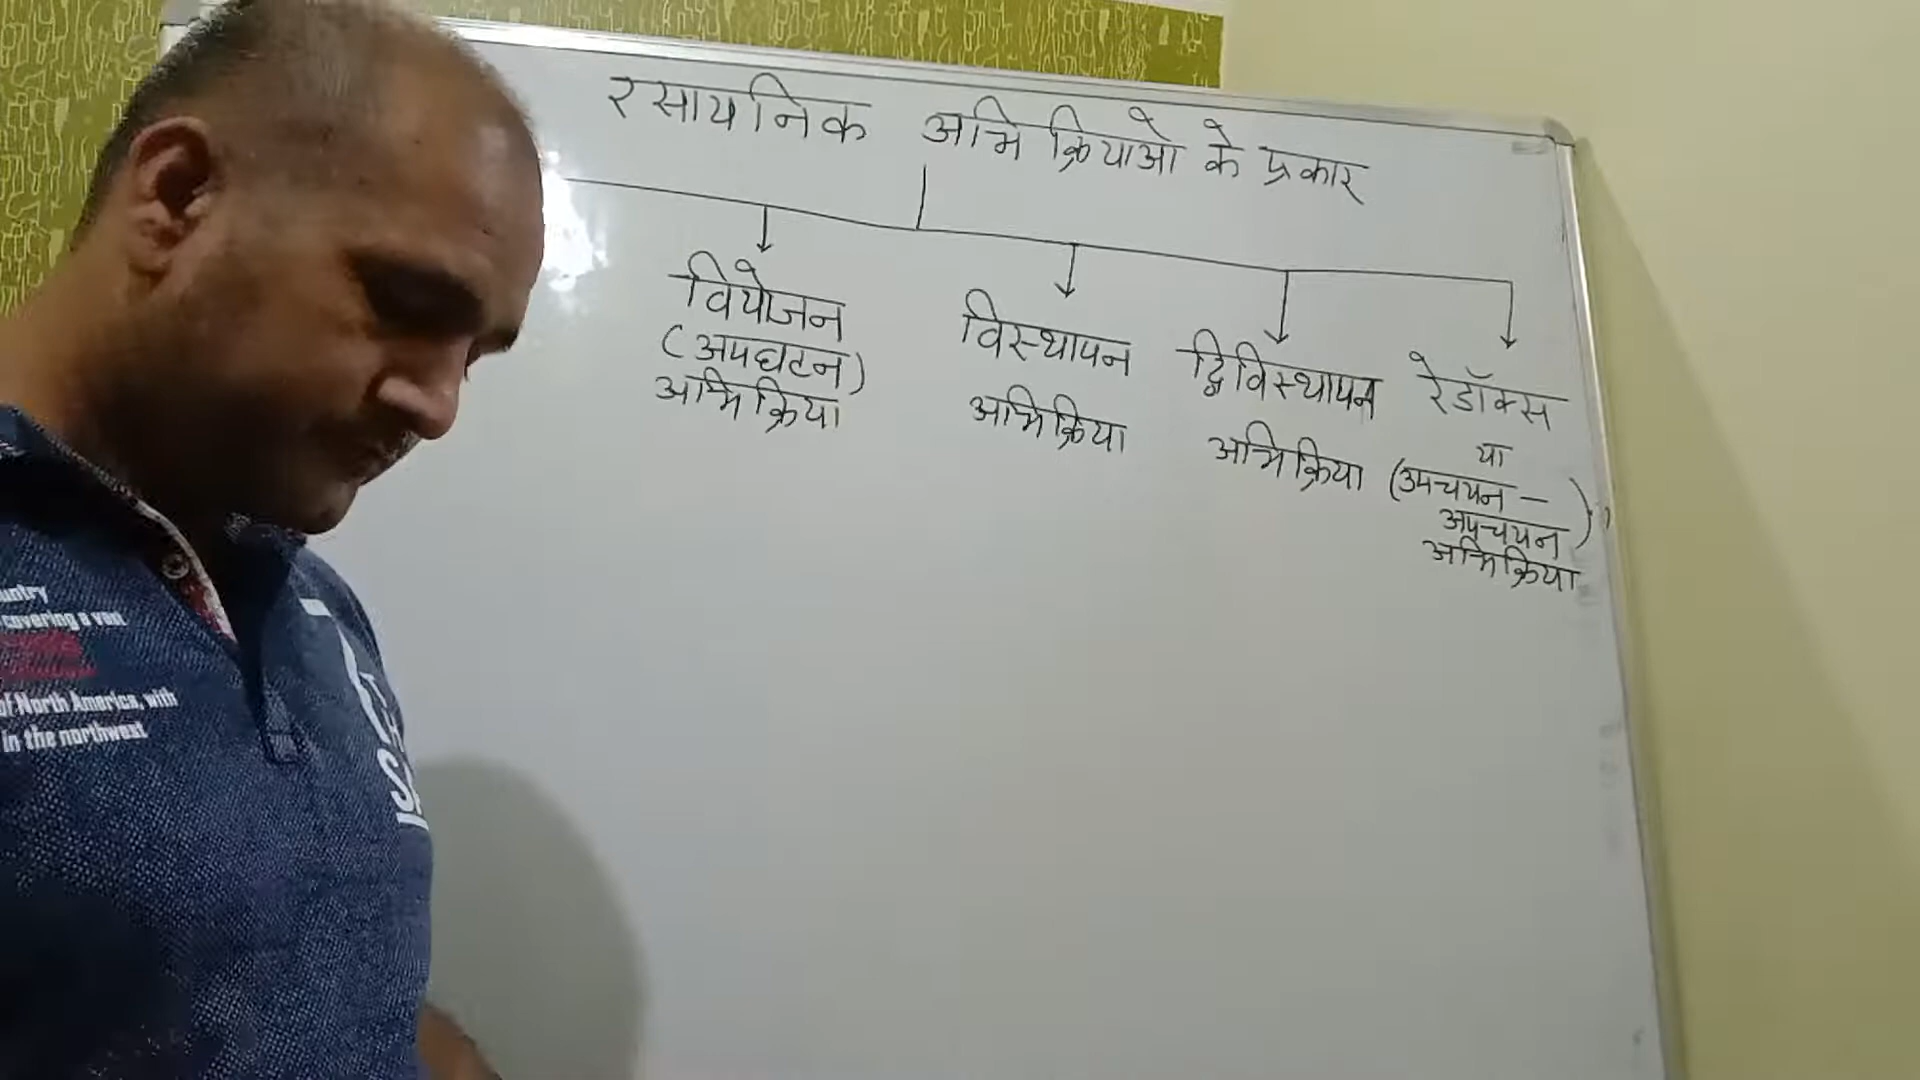 रसायनिक अभिक्रियाओ के प्रकार
वियोजन
(अपघटन)
अभिक्रिया
विस्थापन
अभिक्रिया
द्विविस्थापन
अभिक्रिया
रेडॉक्स
या
(उपचयन –
अपचयन)
अभिक्रिया
covering a
of North America, with
in the northwest